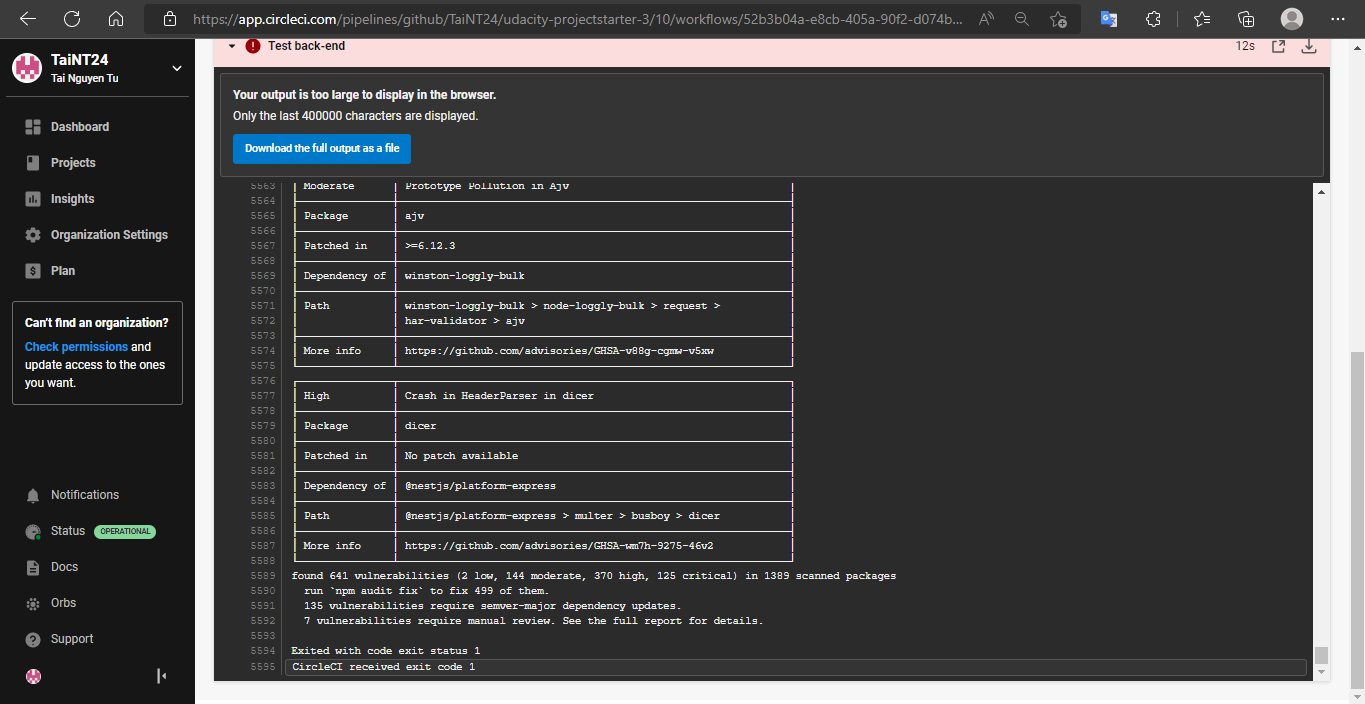 https://app.circleci.com/pipelines/github/TaiNT24/udacity-projectstarter-3/10/workflows/52b3b04a-e8cb-405a-90f2-d074b...
TaiNT24
Tai Nguyen Tu
Dashboard
Projects
Insights
Organization Settings
Plan
Can't find an organization?
Check permissions and
update access to the ones
you want.
Notifications
Status OPERATIONAL
Docs
Orbs
Support
Test back-end 12s
Your output is too large to display in the browser.
Only the last 400000 characters are displayed.
Download the full output as a file
5563 Moderate Prototype Pollution in Ajv
5564
5565 Package ajv
5566
5567 Patched in >=6.12.3
5568
5569 Dependency of winston-loggly-bulk
5570
5571 Path winston-loggly-bulk > node-loggly-bulk > request >
5572 har-validator > ajv
5573
5574 More info https://github.com/advisories/GHSA-v88g-cgmw-v5xw
5575
5576
5577 High Crash in HeaderParser in dicer
5578
5579 Package dicer
5580
5581 Patched in No patch available
5582
5583 Dependency of @nestjs/platform-express
5584
5585 Path @nestjs/platform-express > multer > busboy > dicer
5586
5587 More info https://github.com/advisories/GHSA-wm7h-9275-46v2
5588
5589 found 641 vulnerabilities (2 low, 144 moderate, 370 high, 125 critical) in 1389 scanned packages
5590 run `npm audit fix` to fix 499 of them.
5591 135 vulnerabilities require semver-major dependency updates.
5592 7 vulnerabilities require manual review. See the full report for details.
5593
5594 Exited with code exit status 1
5595 CircleCI received exit code 1